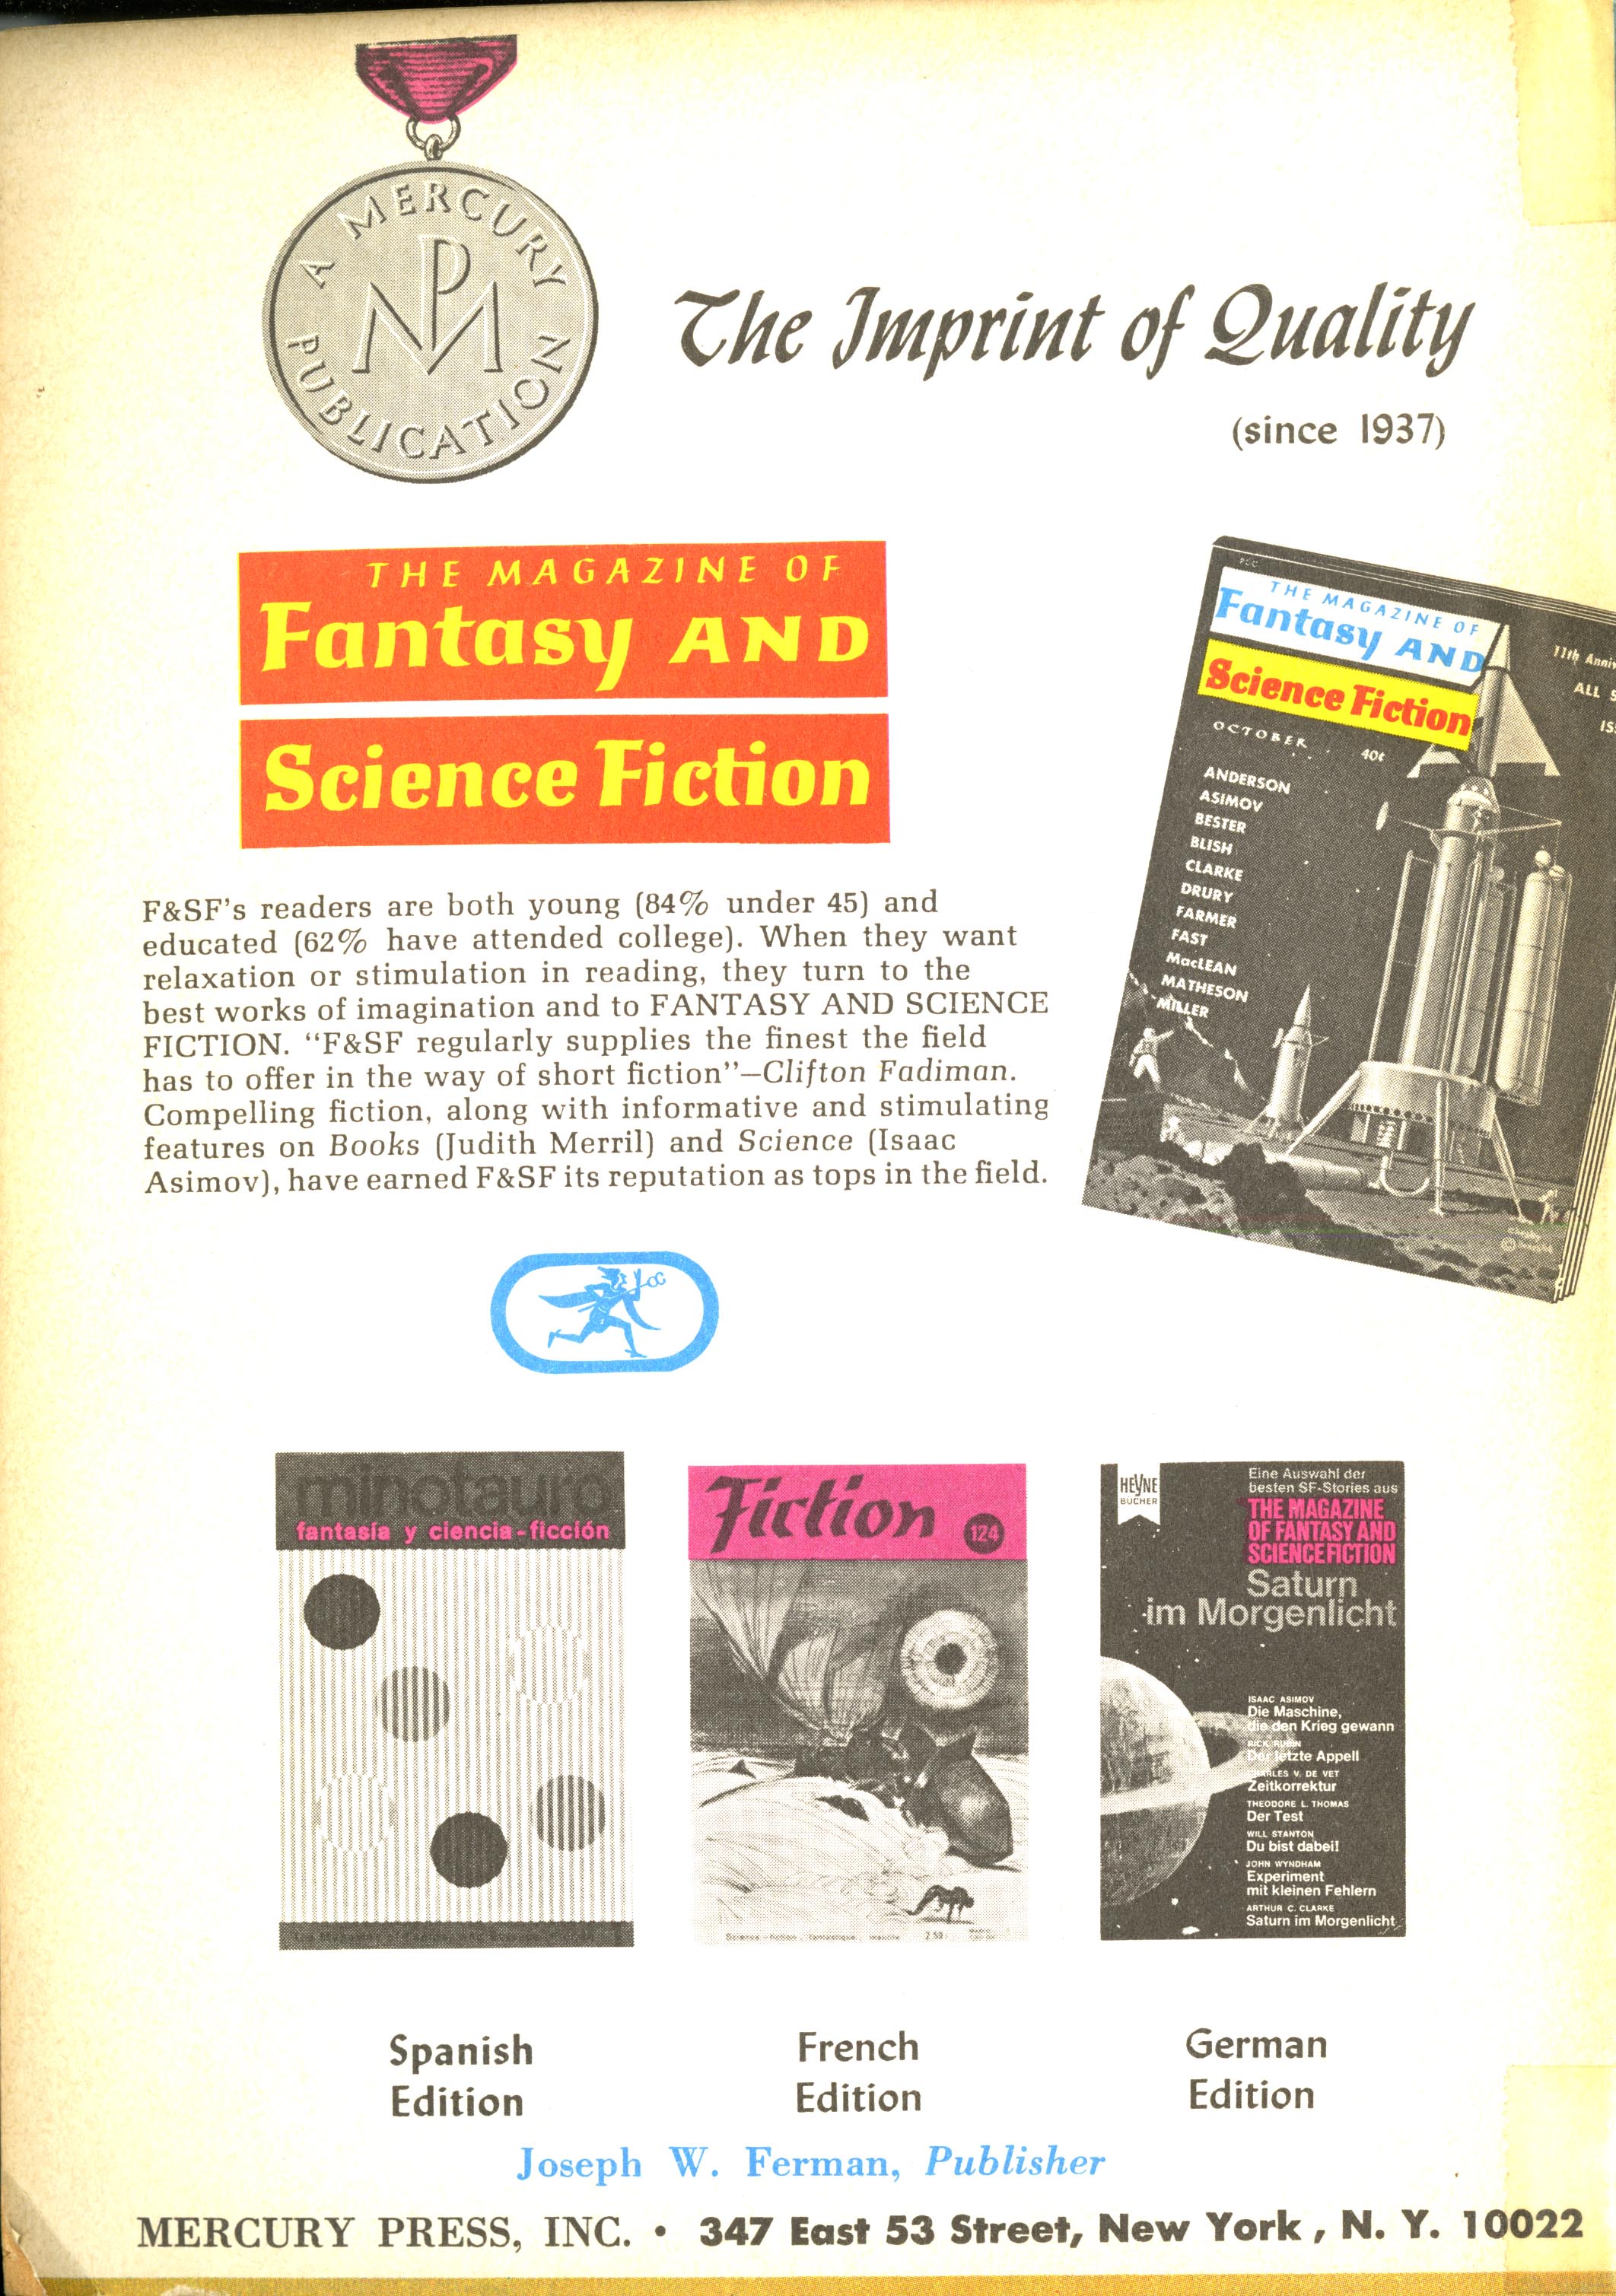 A MERCURY
PUBLICATION
MP
The Imprint of Quality
(since 1937)
THE MAGAZINE OF
Fantasy AND
Science Fiction
THE MAGAZINE OF
Fantasy AND
Science Fiction
11th
ALL
OCTOBER
40¢
ANDERSON
ASIMOV
BESTER
BLISH
CLARKE
DRURY
FARMER
FAST
MacLEAN
MATHESON
MILLER
F&SF's readers are both young (84% under 45) and
educated (62% have attended college). When they want
relaxation or stimulation in reading, they turn to the
best works of imagination and to FANTASY AND SCIENCE
FICTION. "F&SF regularly supplies the finest the field
has to offer in the way of short fiction"—Clifton Fadiman.
Compelling fiction, along with informative and stimulating
features on Books (Judith Merril) and Science (Isaac
Asimov), have earned F&SF its reputation as tops in the field.
minotauro
fantasía y ciencia-ficción
Fiction
124
HEYNE
BÜCHER
Eine Auswahl der
besten SF-Stories aus
THE MAGAZINE
OF FANTASY AND
SCIENCE FICTION
Saturn
im Morgenlicht
ISAAC ASIMOV
Die Maschine,
die den Krieg gewann
RICK RUBIN
Der letzte Appell
CHARLES V. DE VET
Zeitkorrektur
THEODORE L. THOMAS
Der Test
WILL STANTON
Du bist dabei!
JOHN WYNDHAM
Experiment
mit kleinen Fehlern
ARTHUR C. CLARKE
Saturn im Morgenlicht
Spanish
Edition
French
Edition
German
Edition
Joseph W. Ferman, Publisher
MERCURY PRESS, INC. • 347 East 53 Street, New York, N. Y. 10022